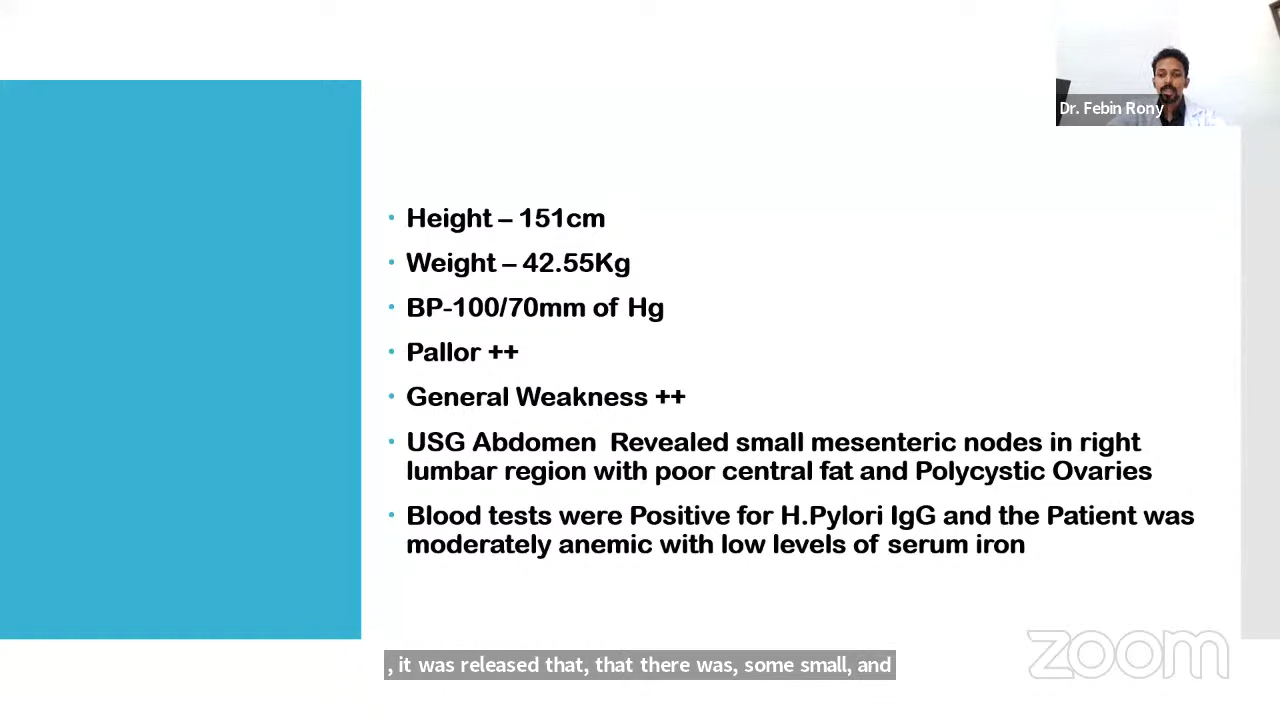 Dr. Febin Rony
• Height – 151cm
• Weight – 42.55Kg
• BP-100/70mm of Hg
• Pallor ++
• General Weakness ++
• USG Abdomen Revealed small mesenteric nodes in right
lumbar region with poor central fat and Polycystic Ovaries
• Blood tests were Positive for H.Pylori IgG and the Patient was
moderately anemic with low levels of serum iron
zoom
, it was released that, that there was, some small, and